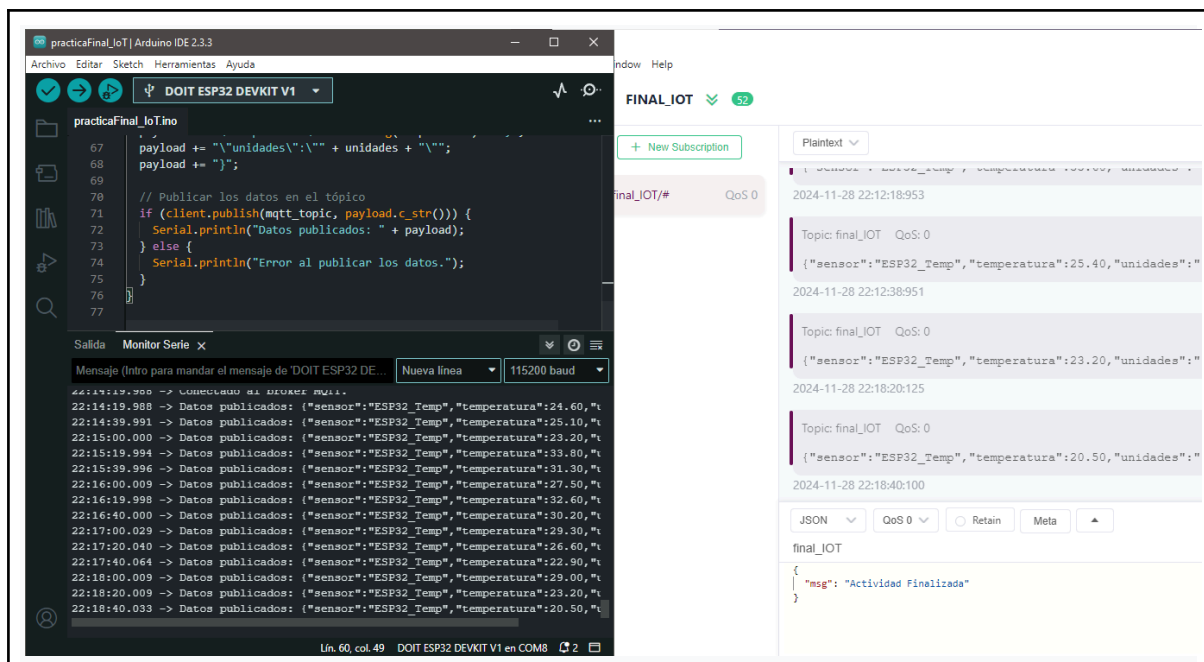 practicaFinal_IoT | Arduino IDE 2.3.3
Archivo Editar Sketch Herramientas Ayuda
DOIT ESP32 DEVKIT V1
practicaFinal_IoT.ino
67 payload += "\"unidades\":\"" + unidades + "\"";
68 payload += "}";
69
70 // Publicar los datos en el tópico
71 if (client.publish(mqtt_topic, payload.c_str())) {
72 Serial.println("Datos publicados: " + payload);
73 } else {
74 Serial.println("Error al publicar los datos.");
75 }
76 }
77
Salida Monitor Serie
Mensaje (Intro para mandar el mensaje de 'DOIT ESP32 DE... Nueva línea 115200 baud
22:14:19.988 -> Conectado al broker MQTT.
22:14:19.988 -> Datos publicados: {"sensor":"ESP32_Temp","temperatura":24.60,"u
22:14:39.991 -> Datos publicados: {"sensor":"ESP32_Temp","temperatura":25.10,"u
22:15:00.000 -> Datos publicados: {"sensor":"ESP32_Temp","temperatura":23.20,"u
22:15:19.994 -> Datos publicados: {"sensor":"ESP32_Temp","temperatura":33.80,"u
22:15:39.996 -> Datos publicados: {"sensor":"ESP32_Temp","temperatura":31.30,"u
22:16:00.009 -> Datos publicados: {"sensor":"ESP32_Temp","temperatura":27.50,"u
22:16:19.998 -> Datos publicados: {"sensor":"ESP32_Temp","temperatura":32.60,"u
22:16:40.000 -> Datos publicados: {"sensor":"ESP32_Temp","temperatura":30.20,"u
22:17:00.029 -> Datos publicados: {"sensor":"ESP32_Temp","temperatura":29.30,"u
22:17:20.040 -> Datos publicados: {"sensor":"ESP32_Temp","temperatura":26.60,"u
22:17:40.064 -> Datos publicados: {"sensor":"ESP32_Temp","temperatura":22.90,"u
22:18:00.009 -> Datos publicados: {"sensor":"ESP32_Temp","temperatura":29.00,"u
22:18:20.009 -> Datos publicados: {"sensor":"ESP32_Temp","temperatura":23.20,"u
22:18:40.033 -> Datos publicados: {"sensor":"ESP32_Temp","temperatura":20.50,"u
Lín. 60, col. 49 DOIT ESP32 DEVKIT V1 en COM8 2
indow Help
FINAL_IOT 52
+ New Subscription
final_IOT/# QoS 0
Plaintext
2024-11-28 22:12:18:953
Topic: final_IOT QoS: 0
{"sensor":"ESP32_Temp","temperatura":25.40,"unidades":"
2024-11-28 22:12:38:951
Topic: final_IOT QoS: 0
{"sensor":"ESP32_Temp","temperatura":23.20,"unidades":"
2024-11-28 22:18:20:125
Topic: final_IOT QoS: 0
{"sensor":"ESP32_Temp","temperatura":20.50,"unidades":"
2024-11-28 22:18:40:100
JSON QoS 0 Retain Meta
final_IOT
{
"msg": "Actividad Finalizada"
}